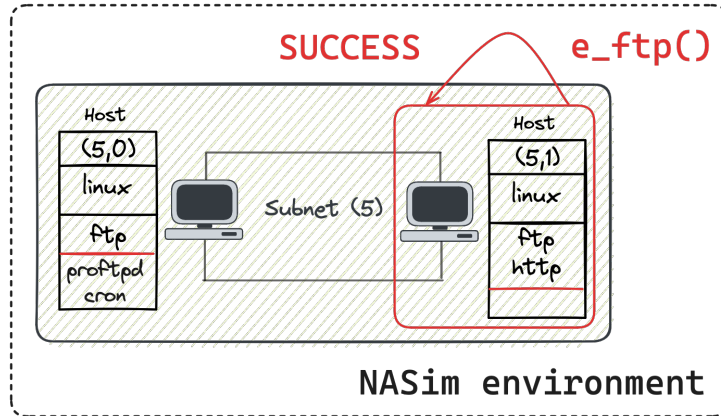 SUCCESS
e_ftp()
Host
(5,0)
linux
ftp
proftpd
cron
Subnet (5)
Host
(5,1)
linux
ftp
http
NASim environment